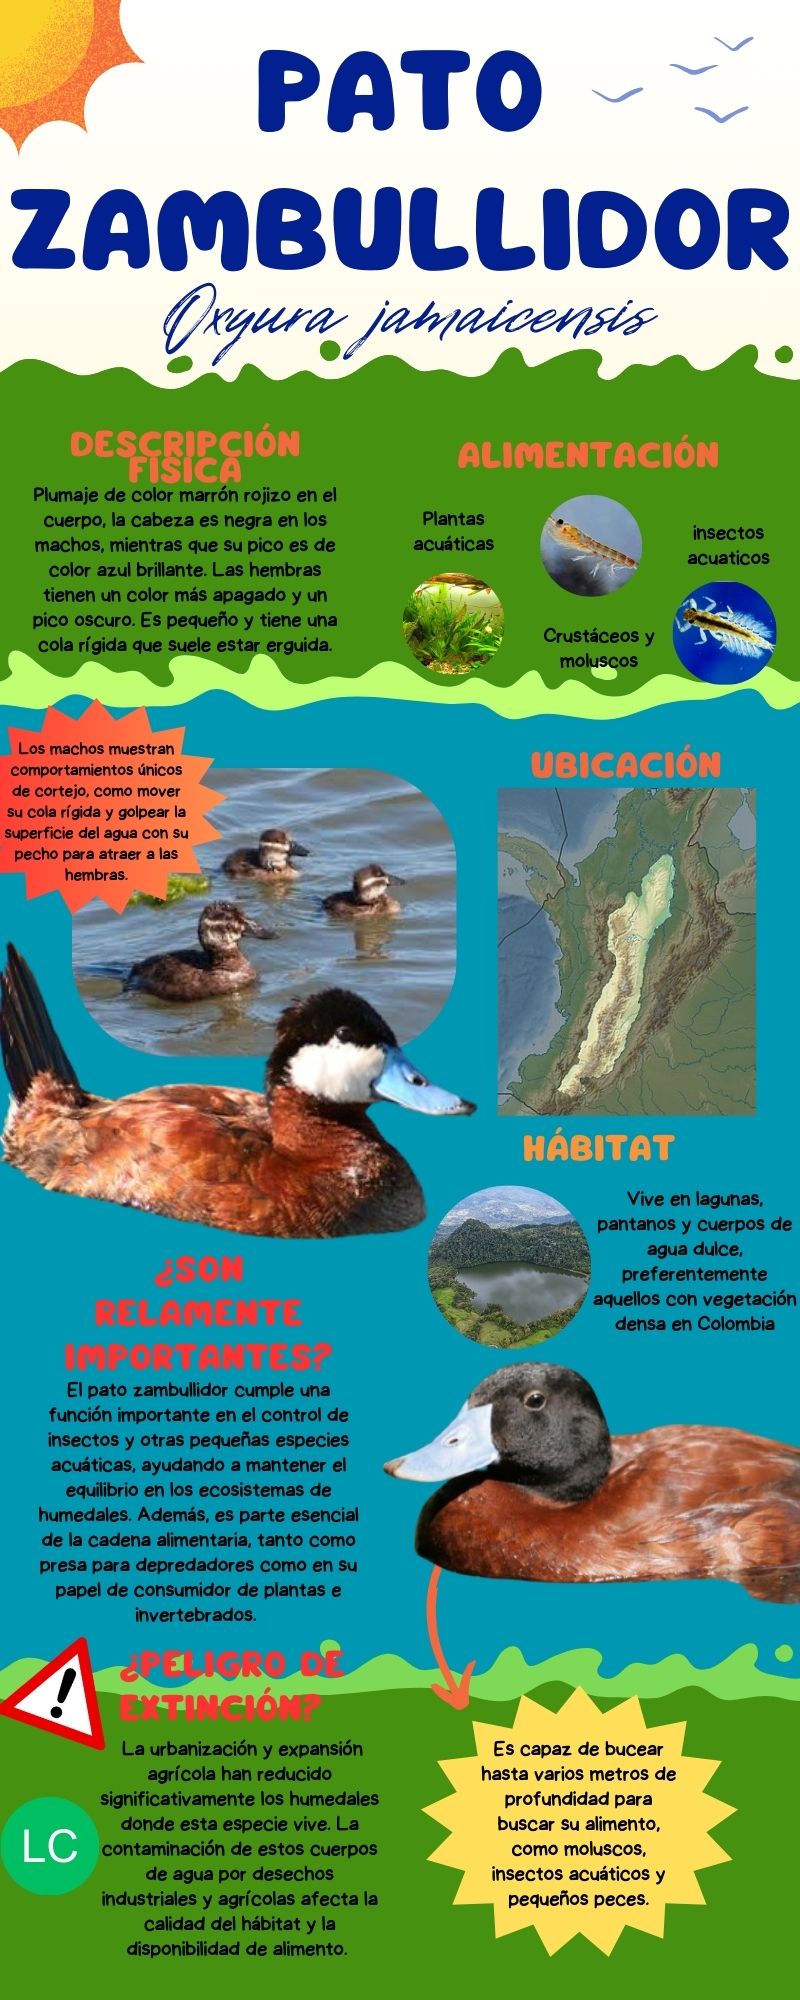 PATO
ZAMBULLIDOR
Oxyura jamaicensis
DESCRIPCIÓN
FÍSICA
Plumaje de color marrón rojizo en el
cuerpo, la cabeza es negra en los
machos, mientras que su pico es de
color azul brillante. Las hembras
tienen un color más apagado y un
pico oscuro. Es pequeño y tiene una
cola rígida que suele estar erguida.
ALIMENTACIÓN
Plantas
acuáticas
Crustáceos y
moluscos
insectos
acuaticos
Los machos muestran
comportamientos únicos
de cortejo, como mover
su cola rígida y golpear la
superficie del agua con su
pecho para atraer a las
hembras.
UBICACIÓN
HÁBITAT
Vive en lagunas,
pantanos y cuerpos de
agua dulce,
preferentemente
aquellos con vegetación
densa en Colombia
¿SON
RELAMENTE
IMPORTANTES?
El pato zambullidor cumple una
función importante en el control de
insectos y otras pequeñas especies
acuáticas, ayudando a mantener el
equilibrio en los ecosistemas de
humedales. Además, es parte esencial
de la cadena alimentaria, tanto como
presa para depredadores como en su
papel de consumidor de plantas e
invertebrados.
¿PELIGRO DE
EXTINCIÓN?
La urbanización y expansión
agrícola han reducido
significativamente los humedales
donde esta especie vive. La
contaminación de estos cuerpos
de agua por desechos
industriales y agrícolas afecta la
calidad del hábitat y la
disponibilidad de alimento.
LC
Es capaz de bucear
hasta varios metros de
profundidad para
buscar su alimento,
como moluscos,
insectos acuáticos y
pequeños peces.